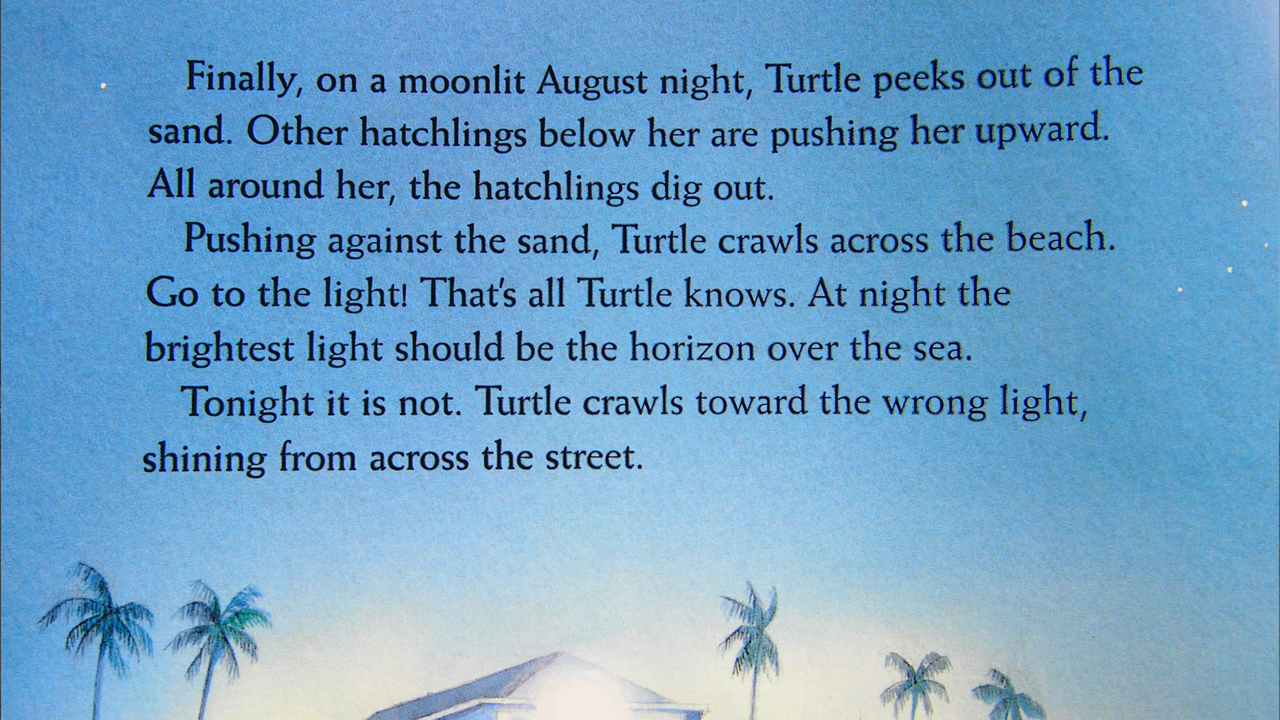 Finally, on a moonlit August night, Turtle peeks out of the
sand. Other hatchlings below her are pushing her upward.
All around her, the hatchlings dig out.
Pushing against the sand, Turtle crawls across the beach.
Go to the light! That's all Turtle knows. At night the
brightest light should be the horizon over the sea.
Tonight it is not. Turtle crawls toward the wrong light,
shining from across the street.